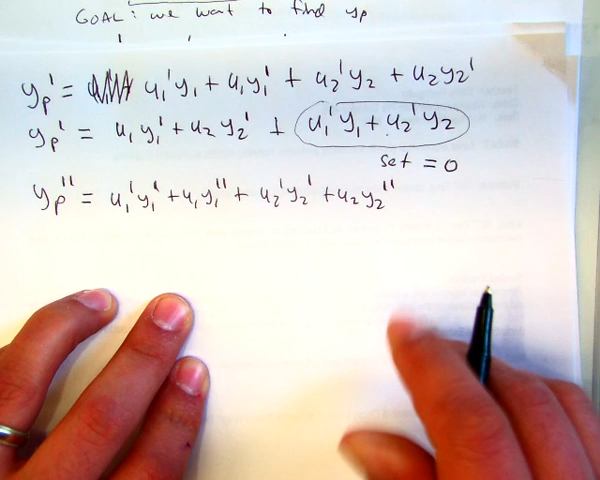 GOAL: we want to find yp
yp' = u₁'y₁ + u₁y₁' + u₂'y₂ + u₂y₂'
yp' = u₁y₁' + u₂y₂' + u₁'y₁ + u₂'y₂
set = 0
yp'' = u₁'y₁' + u₁y₁'' + u₂'y₂' + u₂y₂''